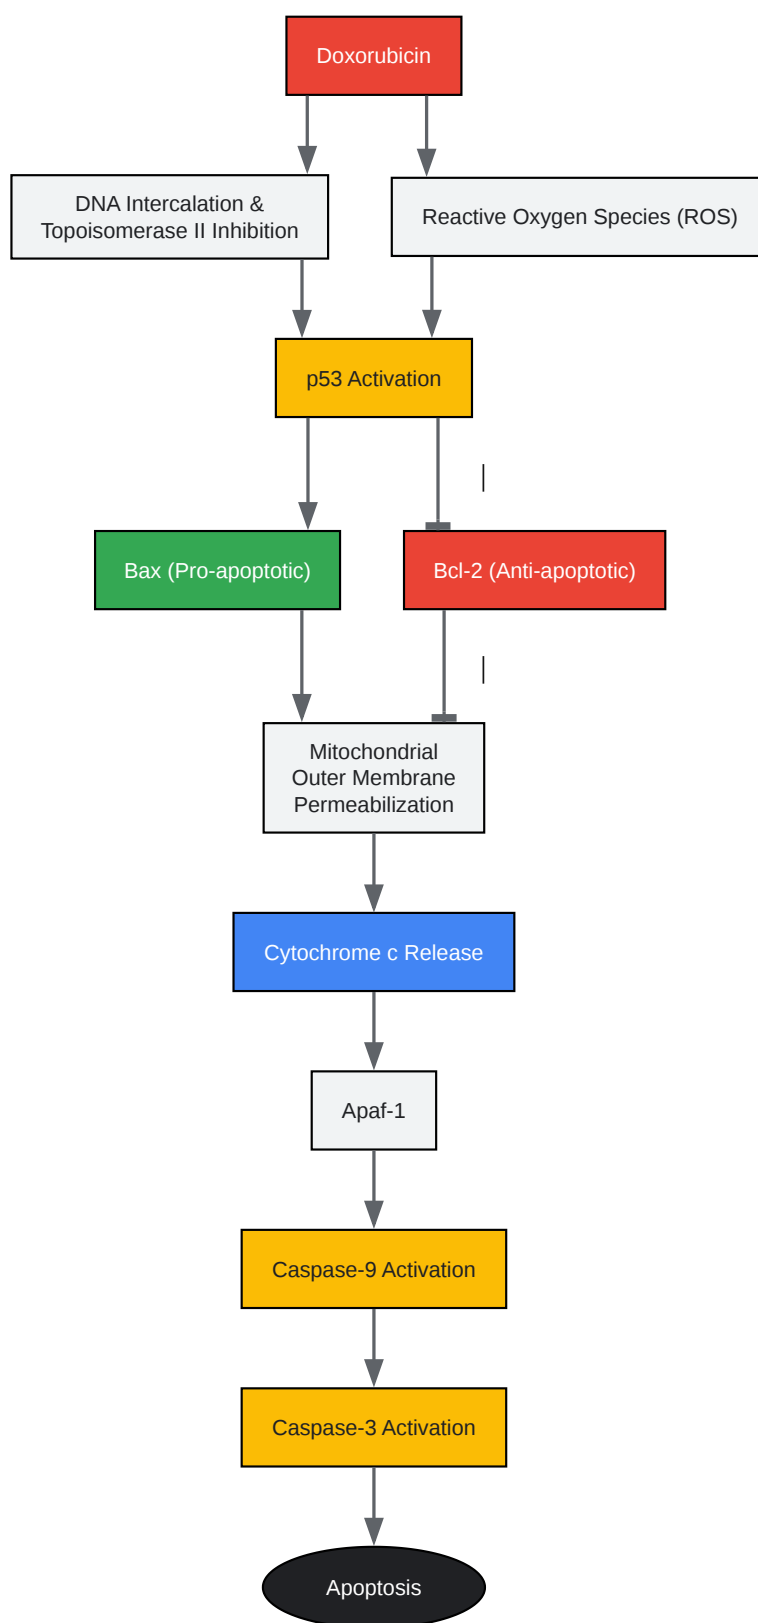 Doxorubicin
DNA Intercalation &
Topoisomerase II Inhibition
Reactive Oxygen Species (ROS)
p53 Activation
|
Bax (Pro-apoptotic)
Bcl-2 (Anti-apoptotic)
|
Mitochondrial
Outer Membrane
Permeabilization
Cytochrome c Release
Apaf-1
Caspase-9 Activation
Caspase-3 Activation
Apoptosis